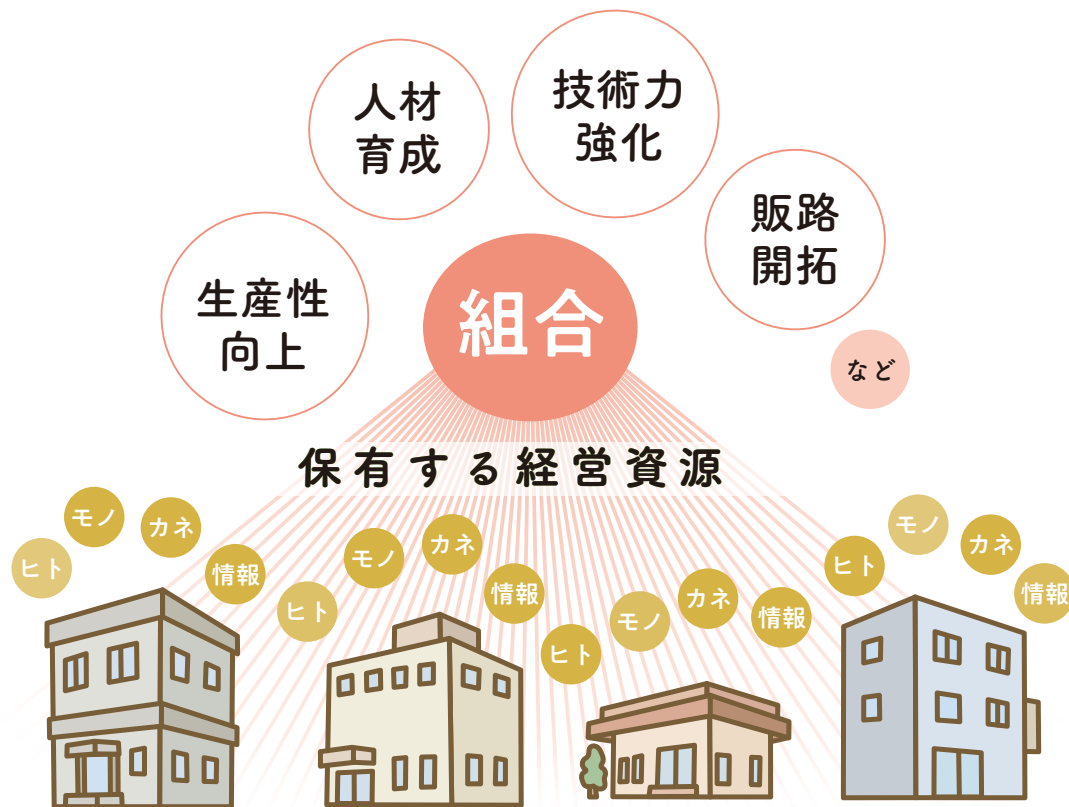 人材
育成
技術力
強化
販路
開拓
生産性
向上
組合
など
保有する経営資源
ヒト
モノ
カネ
情報
ヒト
モノ
カネ
情報
ヒト
モノ
カネ
情報
ヒト
モノ
カネ
情報